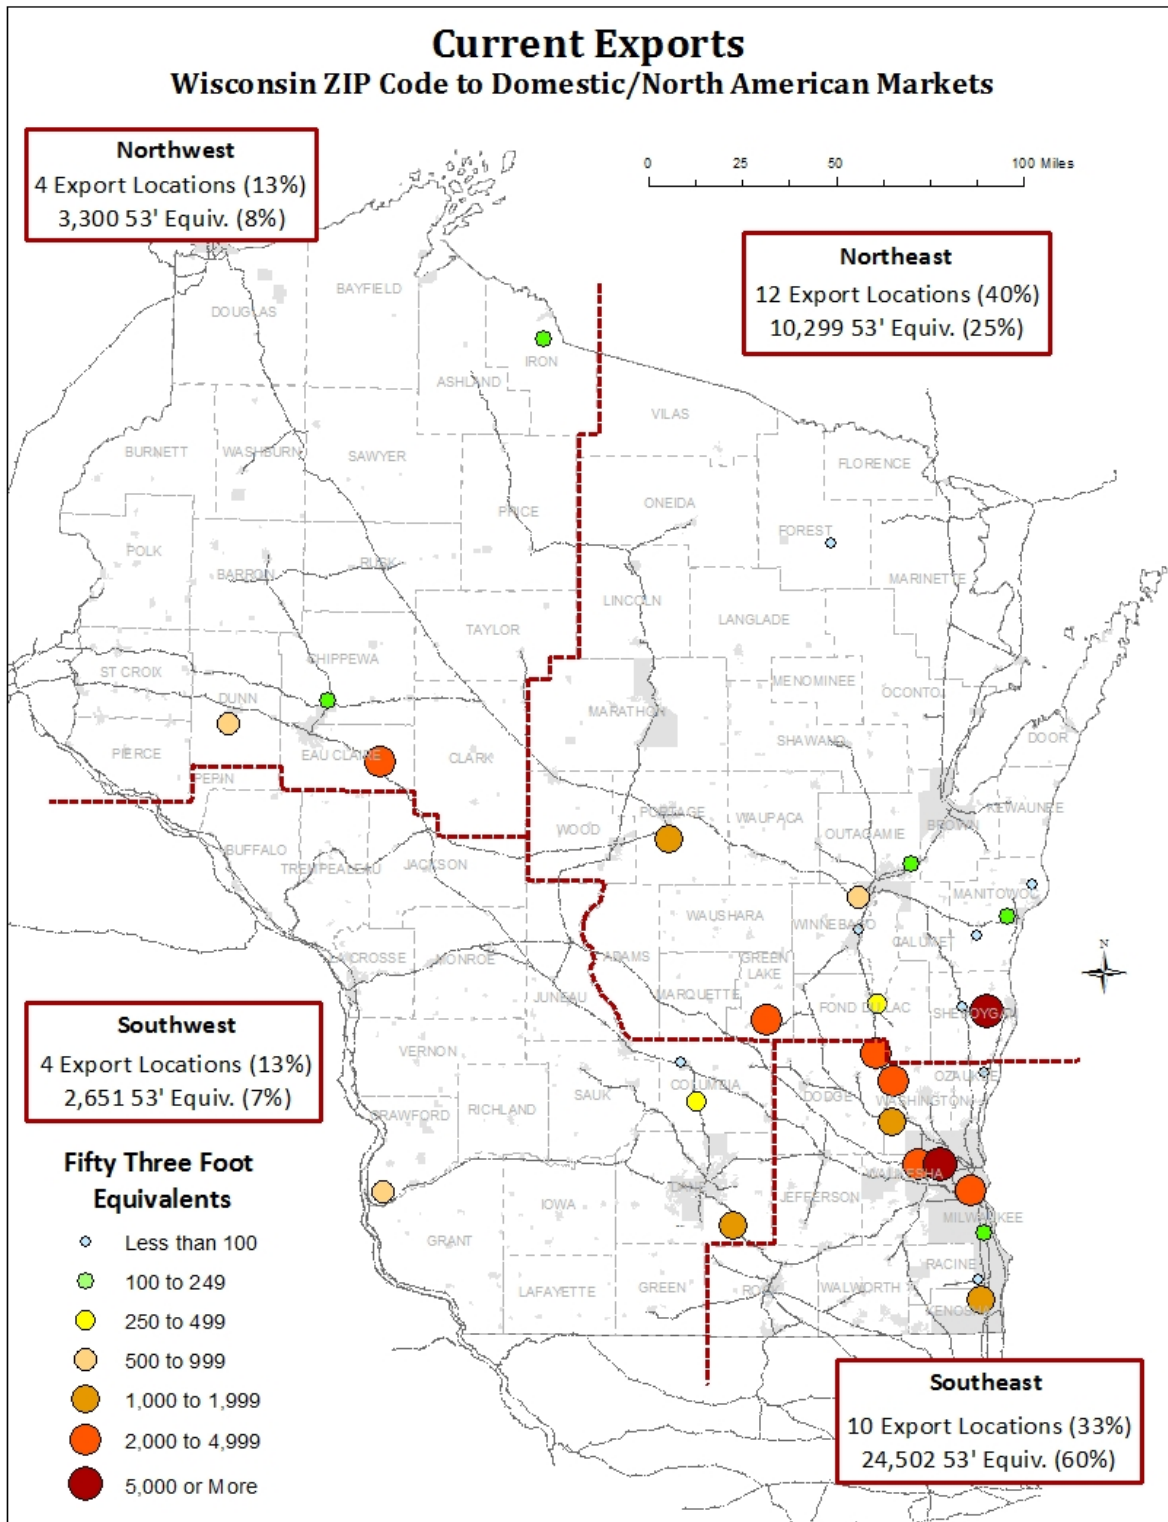 Current Exports
Wisconsin ZIP Code to Domestic/North American Markets
Northwest
4 Export Locations (13%)
3,300 53' Equiv. (8%)
0 25 50 100 Miles
Northeast
12 Export Locations (40%)
10,299 53' Equiv. (25%)
BAYFIELD
DOUGLAS
IRON
ASHLAND
VILAS
BURNETT
WASHBURN
SAWYER
FLORENCE
ONEIDA
PRICE
FOREST
POLK
RUSK
BARRON
MARINETTE
LINCOLN
LANGLADE
TAYLOR
CHIPPEWA
ST CROIX
MENOMINEE
OCONTO
DUNN
MARATHON
DOOR
SHAWANO
PIERCE
EAU CLAIRE
CLARK
PEPIN
KEWAUNEE
PORTAGE
WAUPACA
BROWN
WOOD
OUTAGAMIE
BUFFALO
TREMPEALEAU
JACKSON
MANITOWOC
WAUSHARA
WINNEBAGO
CALUMET
LA CROSSE
MONROE
ADAMS
GREEN
LAKE
JUNEAU
MARQUETTE
FOND DU LAC
SHEBOYGAN
N
Southwest
4 Export Locations (13%)
2,651 53' Equiv. (7%)
VERNON
COLUMBIA
OZAUKEE
SAUK
DODGE
WASHINGTON
CRAWFORD
RICHLAND
WAUKESHA
DANE
JEFFERSON
IOWA
MILWAUKEE
GRANT
RACINE
LAFAYETTE
GREEN
ROCK
WALWORTH
KENOSHA
Fifty Three Foot
Equivalents
Less than 100
100 to 249
250 to 499
500 to 999
1,000 to 1,999
2,000 to 4,999
5,000 or More
Southeast
10 Export Locations (33%)
24,502 53' Equiv. (60%)